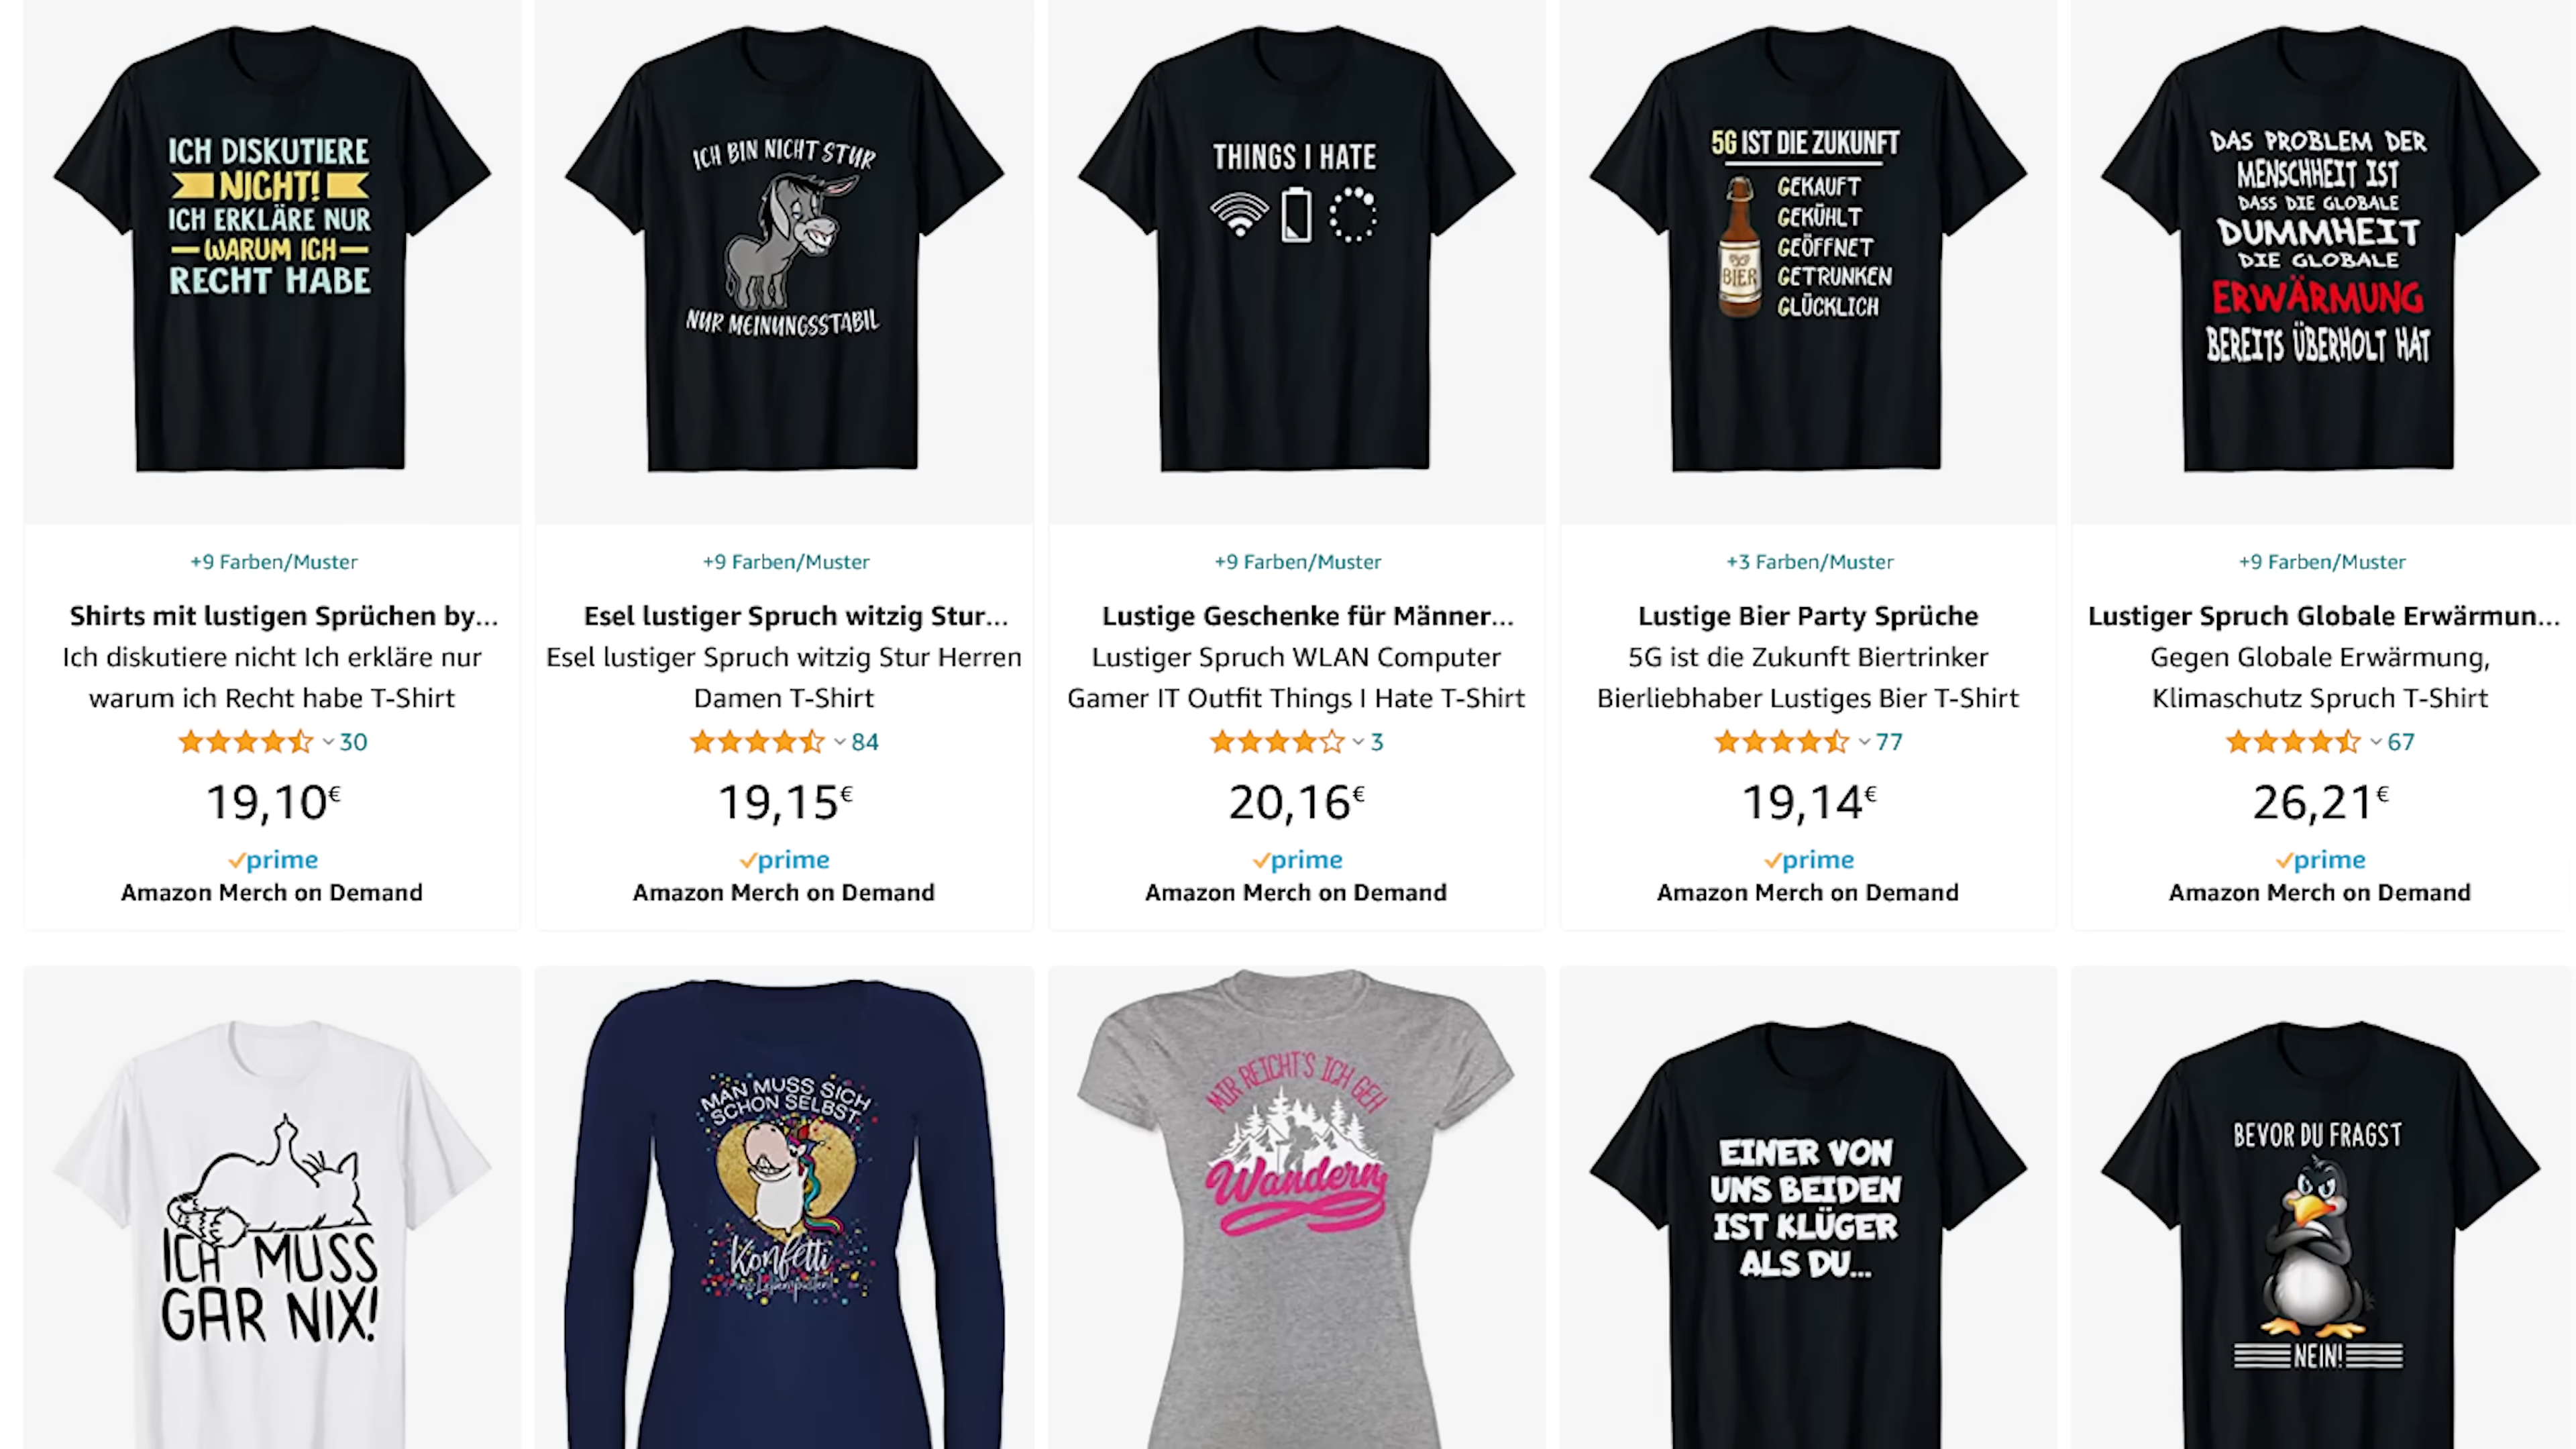 ICH DISKUTIERE
NICHT!
ICH ERKLÄRE NUR
WARUM ICH
RECHT HABE
+9 Farben/Muster
Shirts mit lustigen Sprüchen by...
Ich diskutiere nicht Ich erkläre nur
warum ich Recht habe T-Shirt
30
19,10€
prime
Amazon Merch on Demand
ICH BIN NICHT STUR
NUR MEINUNGSSTABIL
+9 Farben/Muster
Esel lustiger Spruch witzig Stur...
Esel lustiger Spruch witzig Stur Herren
Damen T-Shirt
84
19,15€
prime
Amazon Merch on Demand
THINGS I HATE
+9 Farben/Muster
Lustige Geschenke für Männer...
Lustiger Spruch WLAN Computer
Gamer IT Outfit Things I Hate T-Shirt
3
20,16€
prime
Amazon Merch on Demand
5G IST DIE ZUKUNFT
GEKAUFT
GEKÜHLT
GEÖFFNET
GETRUNKEN
GLÜCKLICH
BIER
+3 Farben/Muster
Lustige Bier Party Sprüche
5G ist die Zukunft Biertrinker
Bierliebhaber Lustiges Bier T-Shirt
77
19,14€
prime
Amazon Merch on Demand
DAS PROBLEM DER
MENSCHHEIT IST
DASS DIE GLOBALE
DUMMHEIT
DIE GLOBALE
ERWÄRMUNG
BEREITS ÜBERHOLT HAT
+9 Farben/Muster
Lustiger Spruch Globale Erwärmun...
Gegen Globale Erwärmung,
Klimaschutz Spruch T-Shirt
67
26,21€
prime
Amazon Merch on Demand
ICH MUSS
GAR NIX!
MAN MUSS SICH
SCHON SELBST
Konfetti
ins Leben pusten!
MIR REICHT'S ICH GEH
Wandern
EINER VON
UNS BEIDEN
IST KLÜGER
ALS DU...
BEVOR DU FRAGST
NEIN!